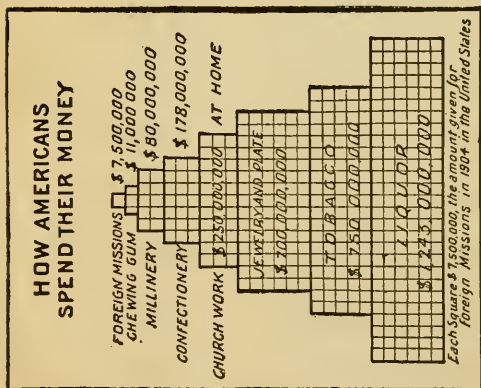 HOW AMERICANS
SPEND THEIR MONEY
FOREIGN MISSIONS $ 7,500,000
CHEWING GUM $ 11,000 000
MILLINERY $ 80,000,000
CONFECTIONERY $ 178,000,000
CHURCH WORK $ 250,000,000 AT HOME
JEWELRY AND PLATE
$ 700,000,000
TOBACCO
$ 750 000,000
LIQUOR
$ 1243,000,000
Each Square $ 7,500,000, the amount given for
Foreign Missions in 1904 in the United States